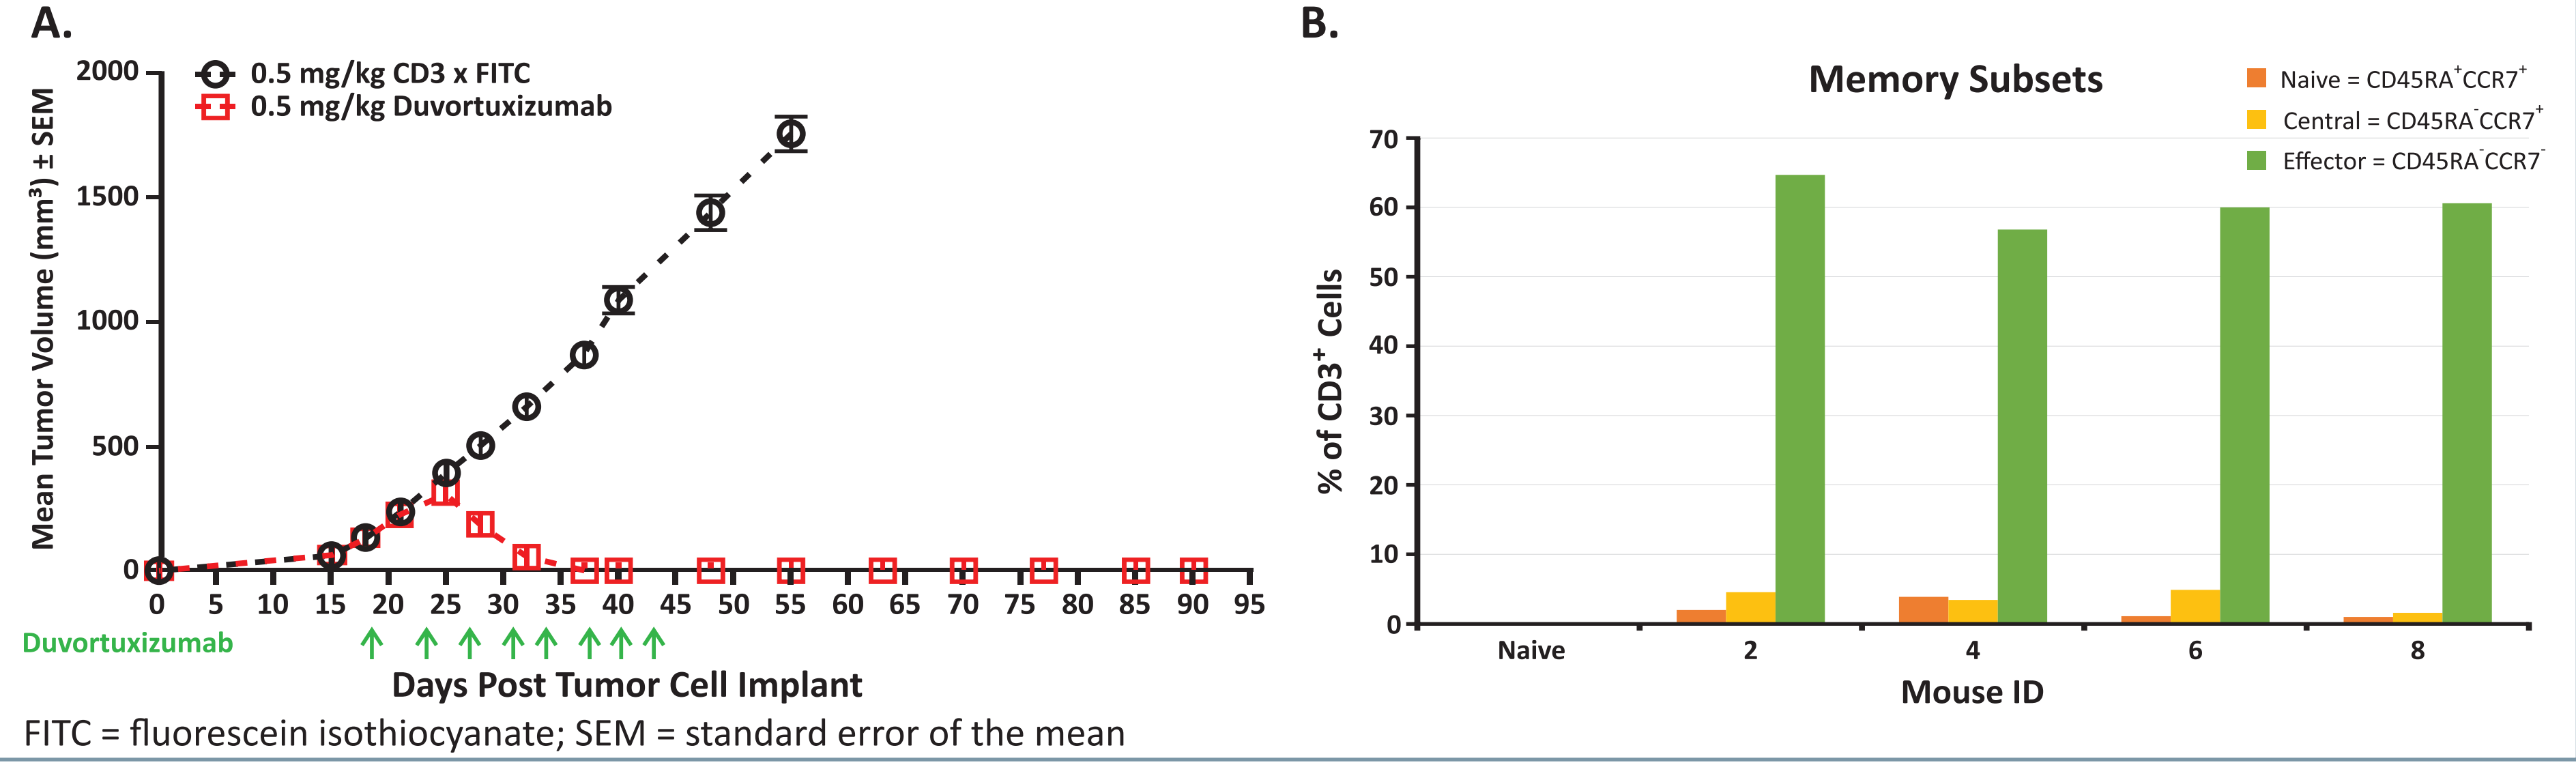 A.
2000
1500
1000
500
0
Mean Tumor Volume (mm³) ± SEM
0.5 mg/kg CD3 x FITC
0.5 mg/kg Duvortuxizumab
0 5 10 15 20 25 30 35 40 45 50 55 60 65 70 75 80 85 90 95
Duvortuxizumab
Days Post Tumor Cell Implant
FITC = fluorescein isothiocyanate; SEM = standard error of the mean
B.
Memory Subsets
Naive = CD45RA⁺CCR7⁺
Central = CD45RA⁻CCR7⁺
Effector = CD45RA⁻CCR7⁻
70
60
50
40
30
20
10
0
% of CD3⁺ Cells
Naive 2 4 6 8
Mouse ID